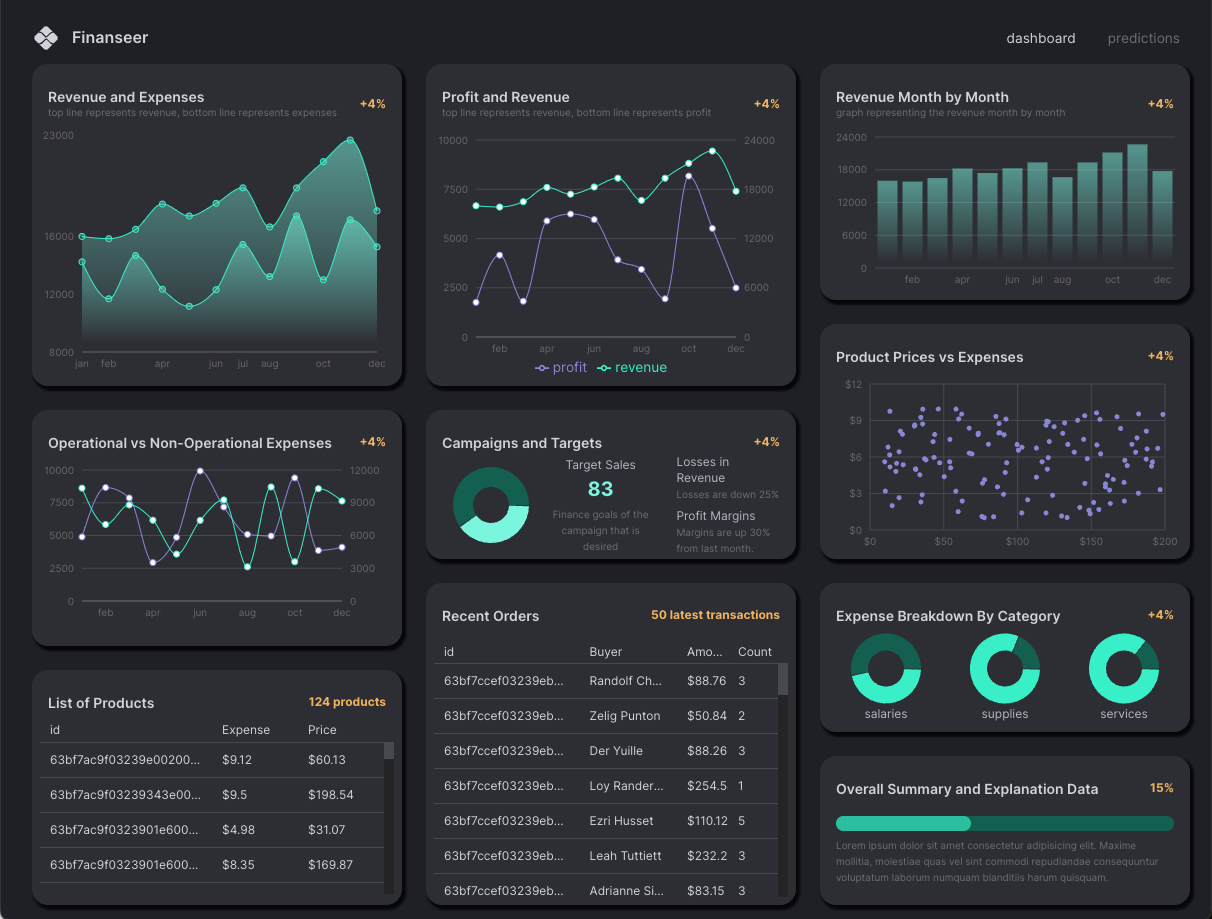 Finanseer
dashboard
predictions
Revenue and Expenses
top line represents revenue, bottom line represents expenses
+4%
23000
16000
12000
8000
jan feb apr jun jul aug oct dec
Profit and Revenue
top line represents revenue, bottom line represents profit
+4%
10000
7500
5000
2500
0
24000
18000
12000
6000
0
feb apr jun aug oct dec
profit revenue
Revenue Month by Month
graph representing the revenue month by month
+4%
24000
18000
12000
6000
0
feb apr jun jul aug oct dec
Operational vs Non-Operational Expenses
+4%
10000
7500
5000
2500
0
12000
9000
6000
3000
0
feb apr jun aug oct dec
Campaigns and Targets
+4%
Target Sales
83
Finance goals of the
campaign that is
desired
Losses in
Revenue
Losses are down 25%
Profit Margins
Margins are up 30%
from last month.
Product Prices vs Expenses
+4%
$12
$9
$6
$3
$0
$0 $50 $100 $150 $200
List of Products
124 products
id Expense Price
63bf7ac9f03239e00200... $9.12 $60.13
63bf7ac9f03239343e00... $9.5 $198.54
63bf7ac9f0323901e600... $4.98 $31.07
63bf7ac9f0323901e600... $8.35 $169.87
Recent Orders
50 latest transactions
id Buyer Amo... Count
63bf7ccef03239eb... Randolf Ch... $88.76 3
63bf7ccef03239eb... Zelig Punton $50.84 2
63bf7ccef03239eb... Der Yuille $88.26 3
63bf7ccef03239eb... Loy Rander... $254.5 1
63bf7ccef03239eb... Ezri Husset $110.12 5
63bf7ccef03239eb... Leah Tuttiett $232.2 3
63bf7ccef03239eb... Adrianne Si... $83.15 3
Expense Breakdown By Category
+4%
salaries supplies services
Overall Summary and Explanation Data
15%
Lorem ipsum dolor sit amet consectetur adipisicing elit. Maxime
mollitia, molestiae quas vel sint commodi repudiandae consequuntur
voluptatum laborum numquam blanditiis harum quisquam.